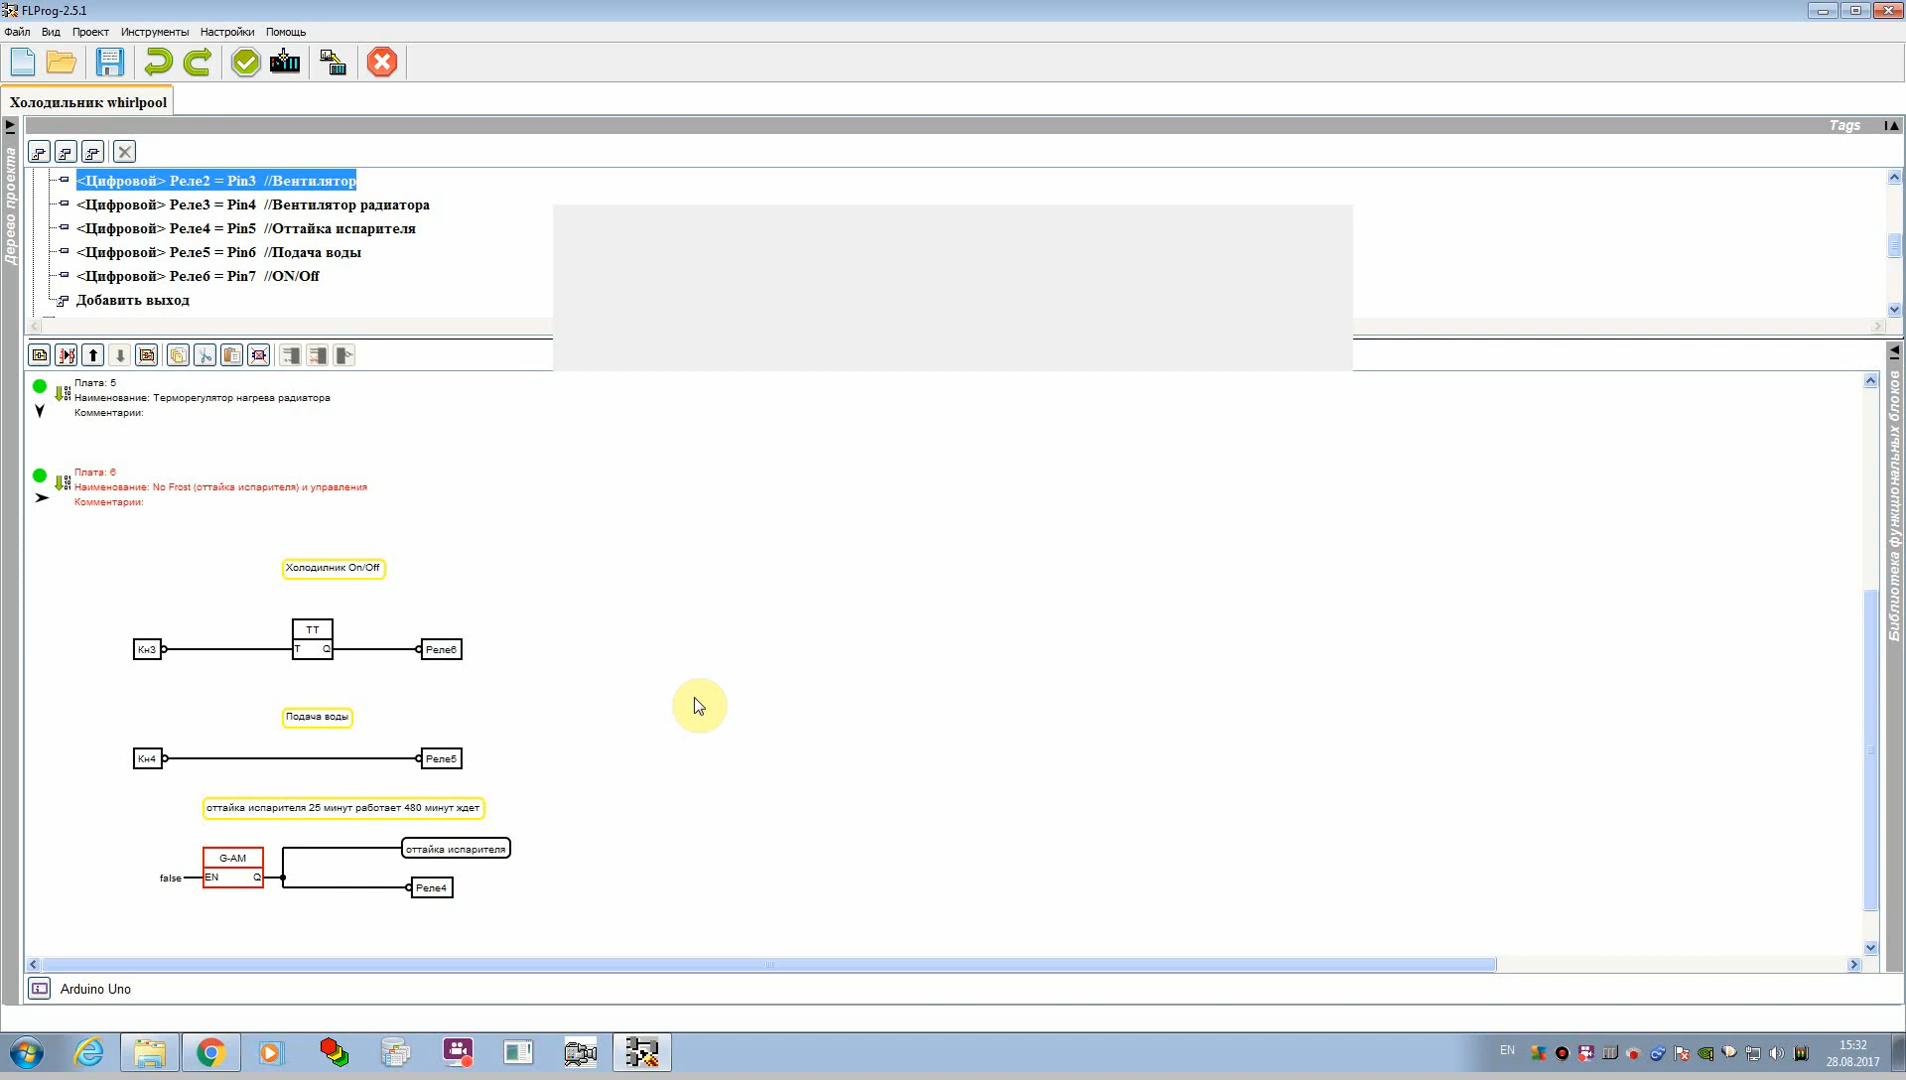 FLProg-2.5.1
Файл Вид Проект Инструменты Настройки Помощь
Холодильник whirlpool
Tags
Дерево проекта
<Цифровой> Реле2 = Pin3 //Вентилятор
<Цифровой> Реле3 = Pin4 //Вентилятор радиатора
<Цифровой> Реле4 = Pin5 //Оттайка испарителя
<Цифровой> Реле5 = Pin6 //Подача воды
<Цифровой> Реле6 = Pin7 //ON/Off
Добавить выход
Библиотека функциональных блоков
Плата: 5
Наименование: Терморегулятор нагрева радиатора
Комментарии:
Плата: 6
Наименование: No Frost (оттайка испарителя) и управления
Комментарии:
Холодилник On/Off
TT
Кн3 T Q Реле6
Подача воды
Кн4 Реле5
оттайка испарителя 25 минут работает 480 минут ждет
G-AM
оттайка испарителя
false EN Q
Реле4
Arduino Uno
EN
15:32
28.08.2017